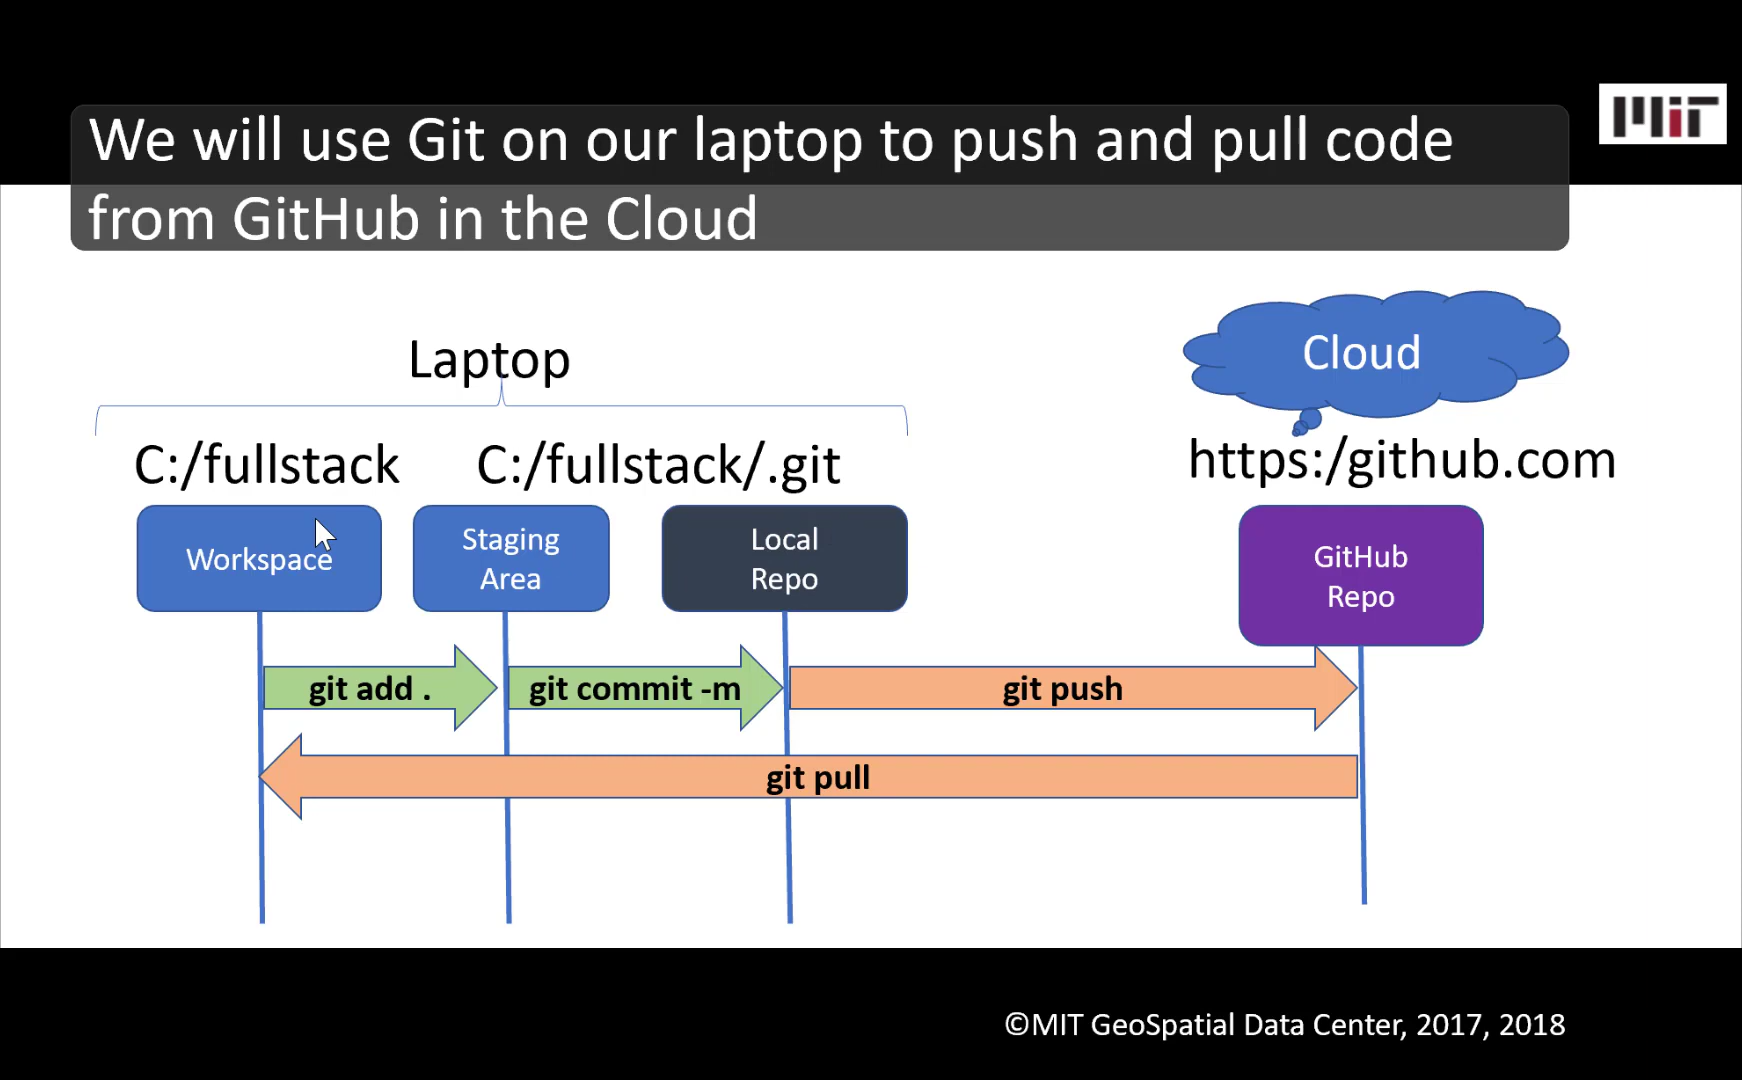 MIT
We will use Git on our laptop to push and pull code
from GitHub in the Cloud
Laptop
Cloud
C:/fullstack
C:/fullstack/.git
https:/github.com
Workspace
Staging
Area
Local
Repo
GitHub
Repo
git add .
git commit -m
git push
git pull
©MIT GeoSpatial Data Center, 2017, 2018